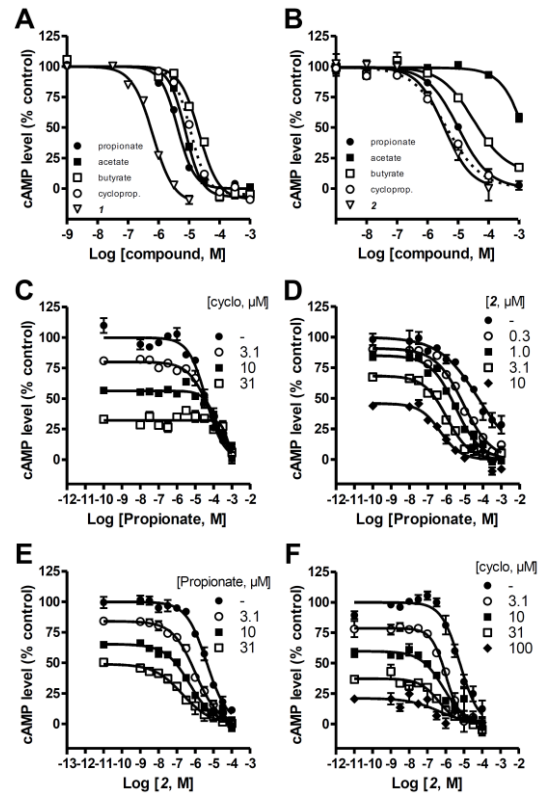 A
cAMP level (% control)
125
100
75
50
25
0
propionate
acetate
butyrate
cycloprop.
1
-9 -8 -7 -6 -5 -4 -3
Log [compound, M]
B
cAMP level (% control)
125
100
75
50
25
0
propionate
acetate
butyrate
cycloprop.
2
-9 -8 -7 -6 -5 -4 -3
Log [compound, M]
C
cAMP level (% control)
125
100
75
50
25
0
[cyclo, µM]
-
3.1
10
31
-12 -11 -10 -9 -8 -7 -6 -5 -4 -3 -2
Log [Propionate, M]
D
cAMP level (% control)
125
100
75
50
25
0
[2, µM]
-
0.3
1.0
3.1
10
-12 -11 -10 -9 -8 -7 -6 -5 -4 -3 -2
Log [Propionate, M]
E
cAMP level (% control)
125
100
75
50
25
0
[Propionate, µM]
-
3.1
10
31
-13 -12 -11 -10 -9 -8 -7 -6 -5 -4 -3 -2
Log [2, M]
F
cAMP level (% control)
125
100
75
50
25
0
[cyclo, µM]
-
3.1
10
31
100
-13 -12 -11 -10 -9 -8 -7 -6 -5 -4 -3 -2
Log [2, M]